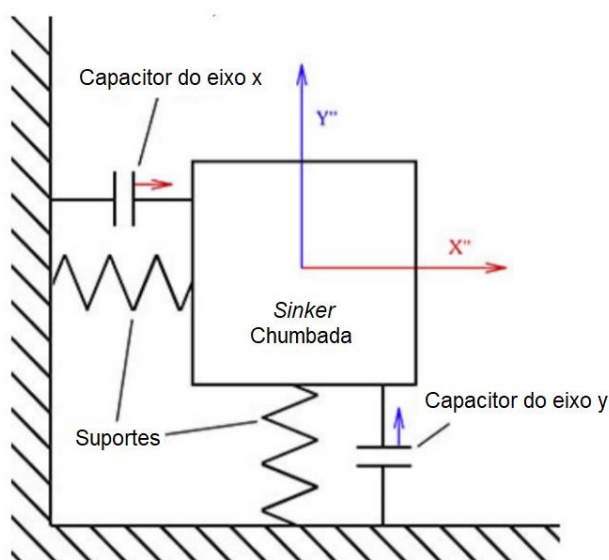 Capacitor do eixo x
Y"
X"
Sinker
Chumbada
Capacitor do eixo y
Suportes